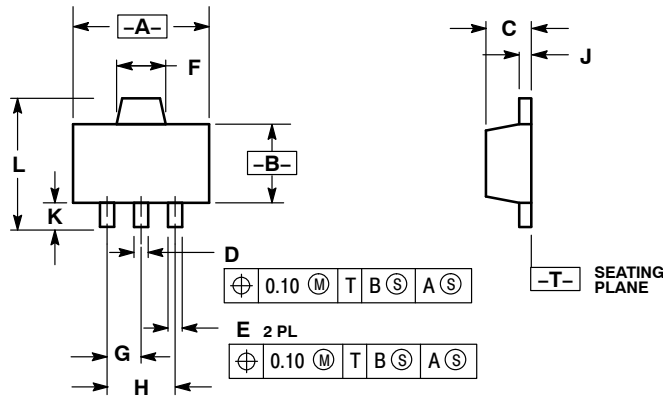 –A–
C
F
J
L
–B–
K
D
⌖ 0.10 Ⓜ T B Ⓢ A Ⓢ
–T– SEATING
PLANE
E 2 PL
G
⌖ 0.10 Ⓜ T B Ⓢ A Ⓢ
H